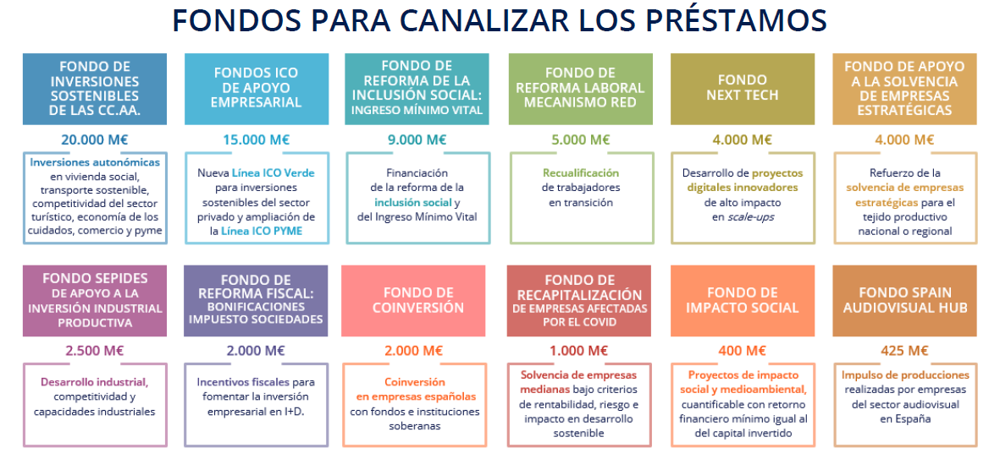 FONDOS PARA CANALIZAR LOS PRÉSTAMOS
FONDO DE
INVERSIONES
SOSTENIBLES
DE LAS CC.AA.
20.000 M€
Inversiones autonómicas
en vivienda social,
transporte sostenible,
competitividad del sector
turístico, economía de los
cuidados, comercio y pyme
FONDOS ICO
DE APOYO
EMPRESARIAL
15.000 M€
Nueva Línea ICO Verde
para inversiones
sostenibles del sector
privado y ampliación de
la Línea ICO PYME
FONDO DE
REFORMA DE LA
INCLUSIÓN SOCIAL:
INGRESO MÍNIMO VITAL
9.000 M€
Financiación
de la reforma de la
inclusión social y
del Ingreso Mínimo Vital
FONDO DE
REFORMA LABORAL
MECANISMO RED
5.000 M€
Recualificación
de trabajadores
en transición
FONDO
NEXT TECH
4.000 M€
Desarrollo de proyectos
digitales innovadores
de alto impacto
en scale-ups
FONDO DE APOYO
A LA SOLVENCIA
DE EMPRESAS
ESTRATÉGICAS
4.000 M€
Refuerzo de la
solvencia de empresas
estratégicas para el
tejido productivo
nacional o regional
FONDO SEPIDES
DE APOYO A LA
INVERSIÓN INDUSTRIAL
PRODUCTIVA
2.500 M€
Desarrollo industrial,
competitividad y
capacidades industriales
FONDO DE
REFORMA FISCAL:
BONIFICACIONES
IMPUESTO SOCIEDADES
2.000 M€
Incentivos fiscales para
fomentar la inversión
empresarial en I+D.
FONDO DE
COINVERSIÓN
2.000 M€
Coinversión
en empresas españolas
con fondos e instituciones
soberanas
FONDO DE
RECAPITALIZACIÓN
DE EMPRESAS AFECTADAS
POR EL COVID
1.000 M€
Solvencia de empresas
medianas bajo criterios
de rentabilidad, riesgo e
impacto en desarrollo
sostenible
FONDO DE
IMPACTO SOCIAL
400 M€
Proyectos de impacto
social y medioambiental,
cuantificable con retorno
financiero mínimo igual al
del capital invertido
FONDO SPAIN
AUDIOVISUAL HUB
425 M€
Impulso de producciones
realizadas por empresas
del sector audiovisual
en España